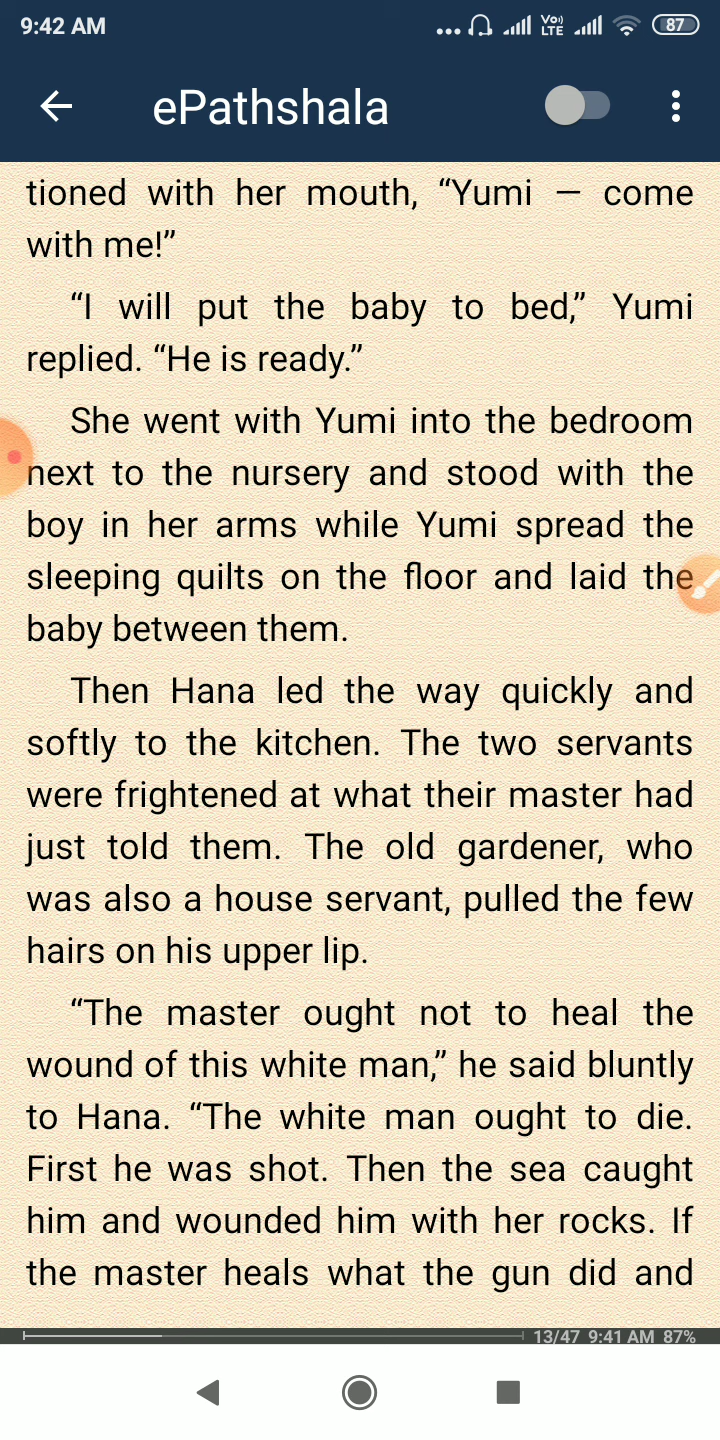 9:42 AM
Vo)) LTE 87
ePathshala
tioned with her mouth, “Yumi — come
with me!”
“I will put the baby to bed,” Yumi
replied. “He is ready.”
She went with Yumi into the bedroom
next to the nursery and stood with the
boy in her arms while Yumi spread the
sleeping quilts on the floor and laid the
baby between them.
Then Hana led the way quickly and
softly to the kitchen. The two servants
were frightened at what their master had
just told them. The old gardener, who
was also a house servant, pulled the few
hairs on his upper lip.
“The master ought not to heal the
wound of this white man,” he said bluntly
to Hana. “The white man ought to die.
First he was shot. Then the sea caught
him and wounded him with her rocks. If
the master heals what the gun did and
13/47 9:41 AM 87%